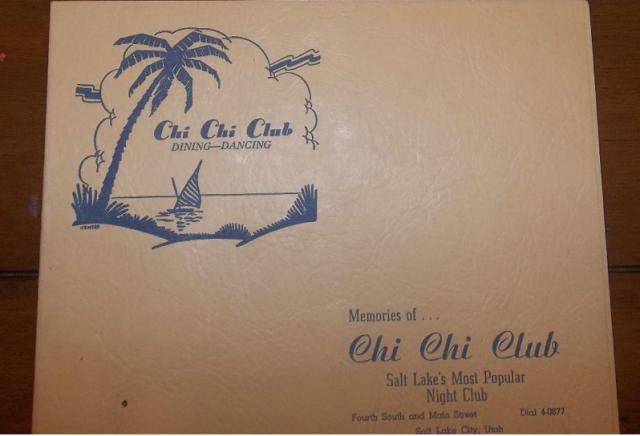 Chi Chi Club
DINING—DANCING
Memories of . . .
Chi Chi Club
Salt Lake's Most Popular
Night Club
Fourth South and Main Street Dial 4-0877
Salt Lake City, Utah